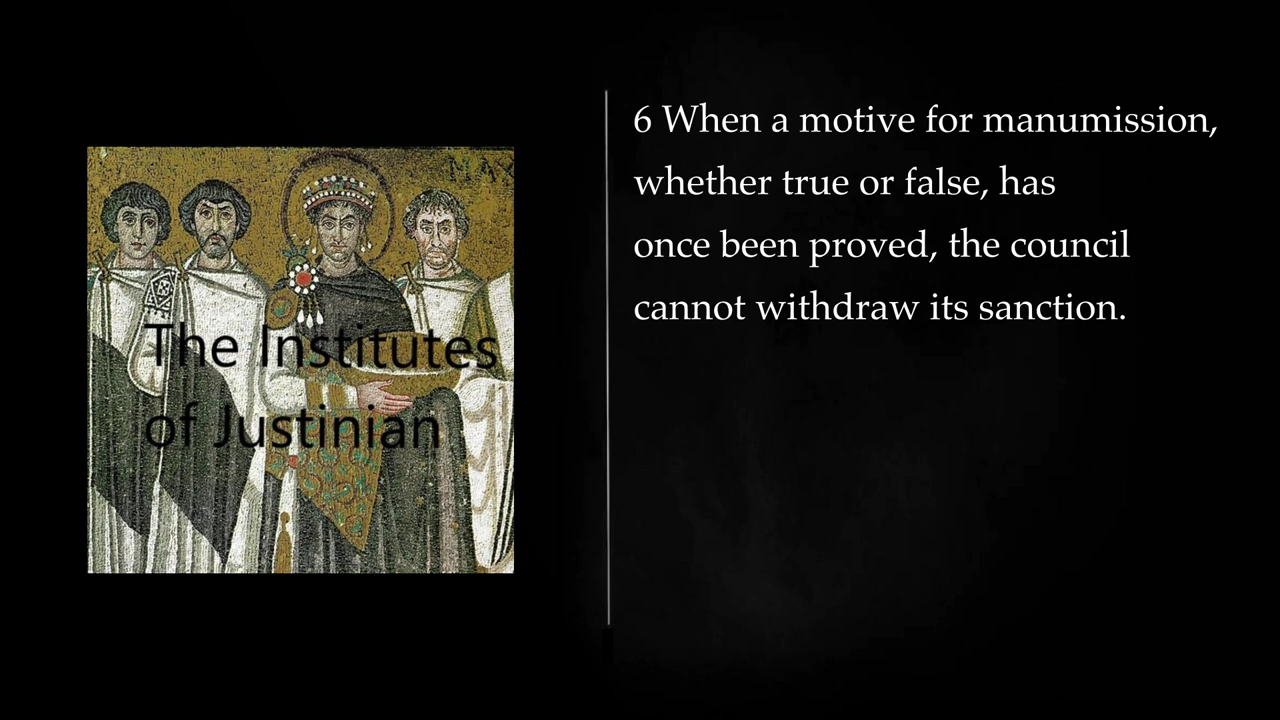 The Institutes
of Justinian
6 When a motive for manumission,
whether true or false, has
once been proved, the council
cannot withdraw its sanction.